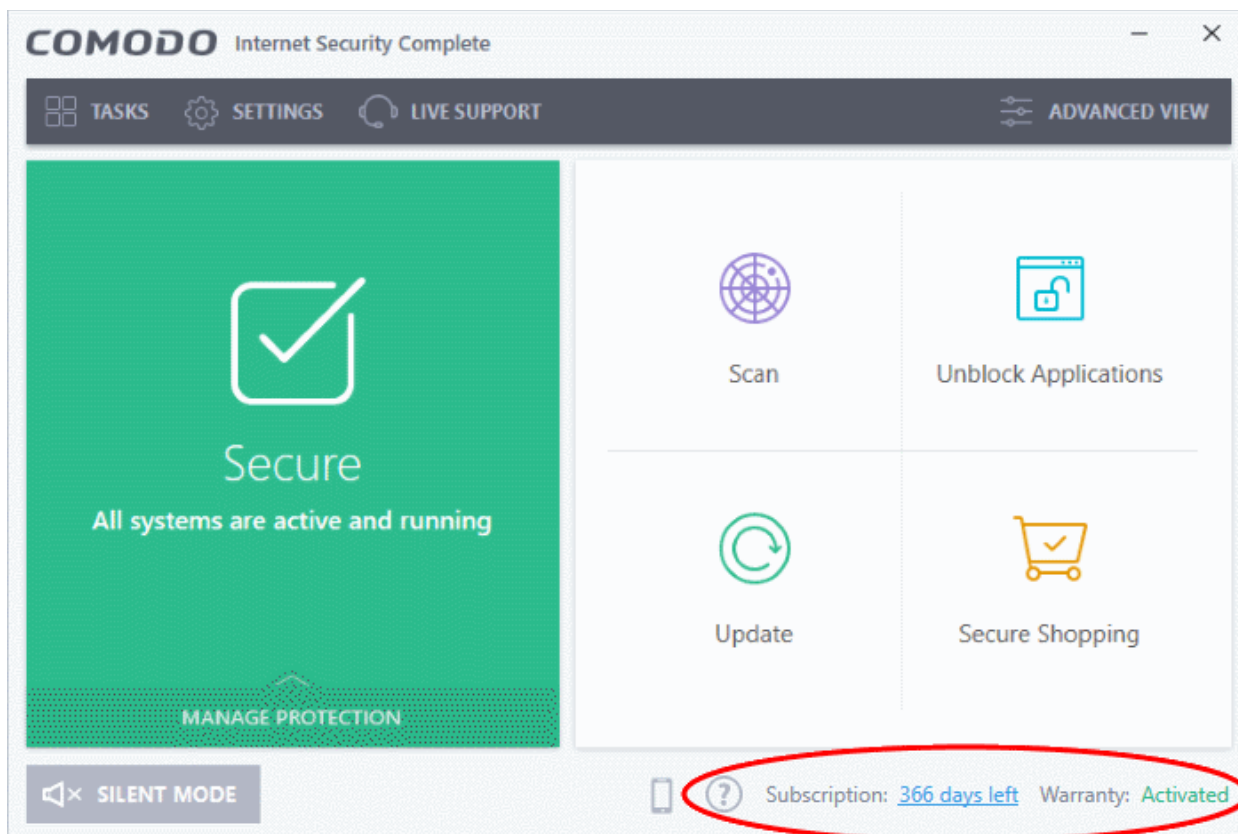 COMODO Internet Security Complete
TASKS SETTINGS LIVE SUPPORT ADVANCED VIEW
Secure
All systems are active and running
MANAGE PROTECTION
Scan
Unblock Applications
Update
Secure Shopping
SILENT MODE
? Subscription: 366 days left Warranty: Activated